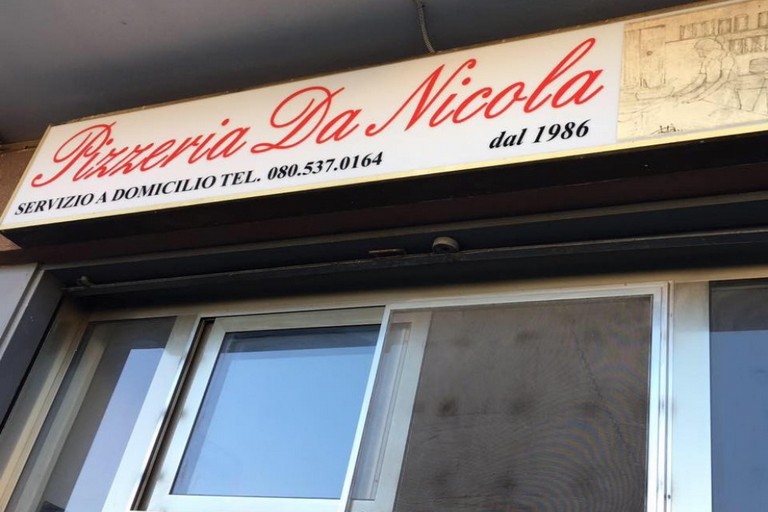 Pizzeria Da Nicola
SERVIZIO A DOMICILIO TEL. 080.537.0164
dal 1986